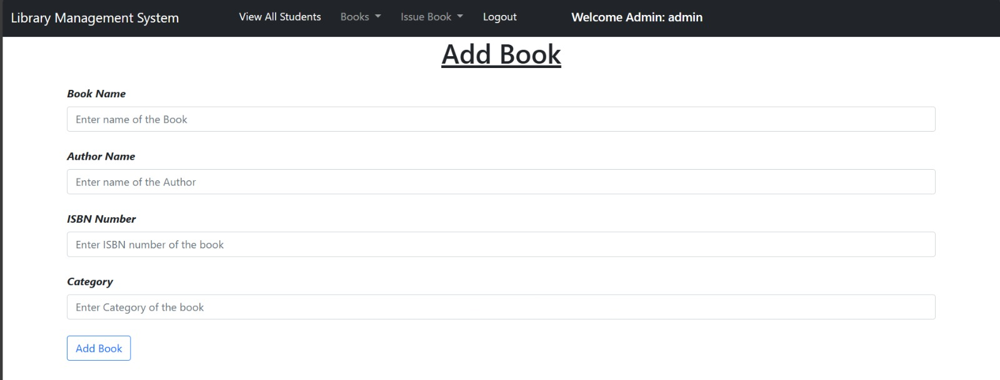 Library Management System View All Students Books Issue Book Logout Welcome Admin: admin
Add Book
Book Name
Enter name of the Book
Author Name
Enter name of the Author
ISBN Number
Enter ISBN number of the book
Category
Enter Category of the book
Add Book